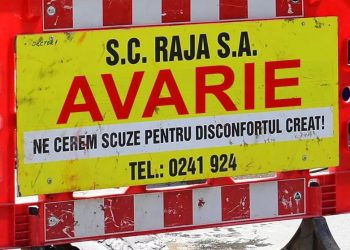 S.C. RAJA S.A.
AVARIE
NE CEREM SCUZE PENTRU DISCONFORTUL CREAT!
TEL.: 0241 924